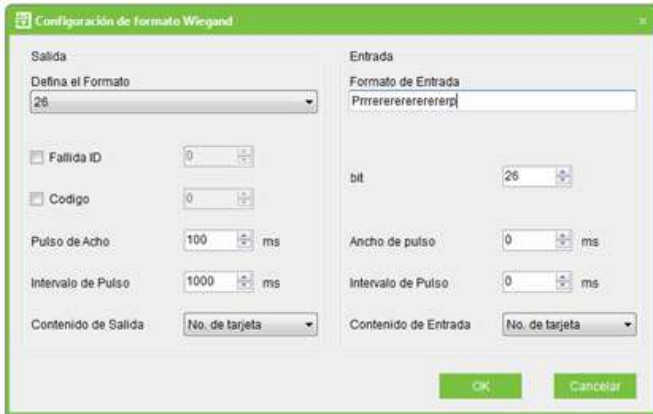 Configuración de formato Wiegand
Salida
Defina el Formato
26
Fallida ID
0
Codigo
0
Pulso de Acho
100
ms
Intervalo de Pulso
1000
ms
Contenido de Salida
No. de tarjeta
Entrada
Formato de Entrada
Prrrererererererererp
bit
26
Ancho de pulso
0
ms
Intervalo de Pulso
0
ms
Contenido de Entrada
No. de tarjeta
OK
Cancelar